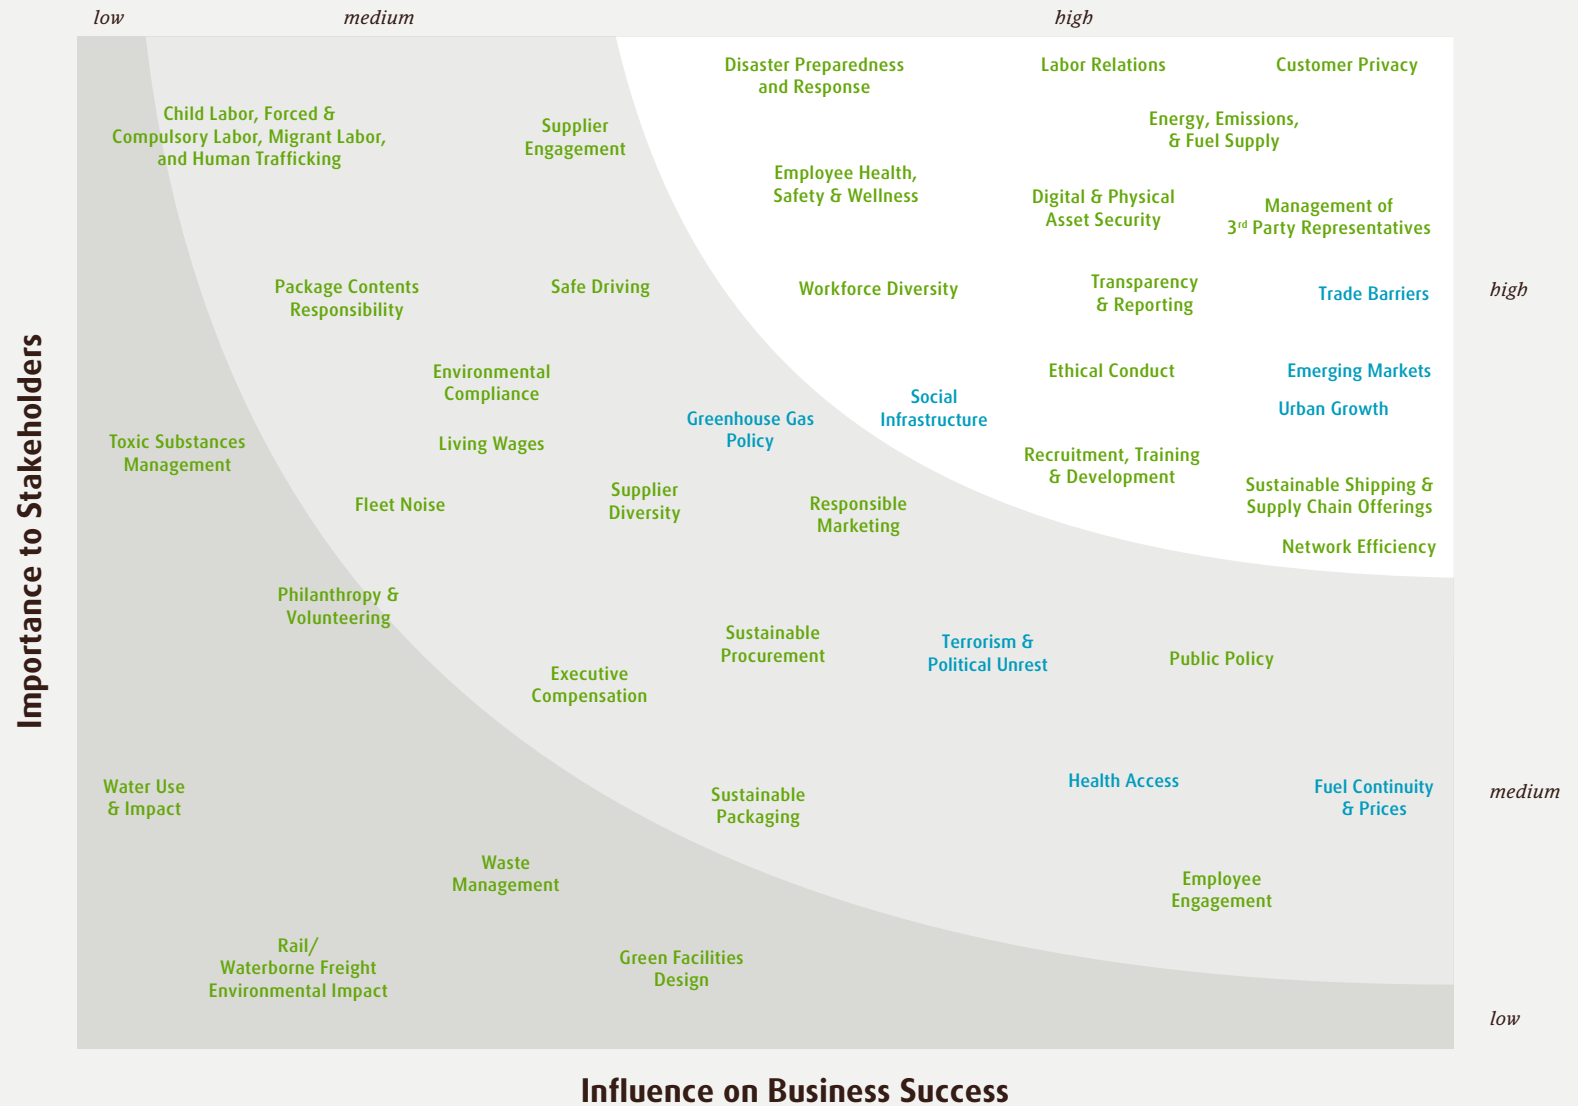 low
medium
high
Disaster Preparedness
and Response
Labor Relations
Customer Privacy
Child Labor, Forced &
Compulsory Labor, Migrant Labor,
and Human Trafficking
Supplier
Engagement
Energy, Emissions,
& Fuel Supply
Employee Health,
Safety & Wellness
Digital & Physical
Asset Security
Management of
3rd Party Representatives
Package Contents
Responsibility
Safe Driving
Workforce Diversity
Transparency
& Reporting
Trade Barriers
high
Environmental
Compliance
Ethical Conduct
Emerging Markets
Social
Infrastructure
Urban Growth
Greenhouse Gas
Policy
Toxic Substances
Management
Living Wages
Recruitment, Training
& Development
Fleet Noise
Supplier
Diversity
Responsible
Marketing
Sustainable Shipping &
Supply Chain Offerings
Network Efficiency
Importance to Stakeholders
Philanthropy &
Volunteering
Sustainable
Procurement
Terrorism &
Political Unrest
Public Policy
Executive
Compensation
Water Use
& Impact
Sustainable
Packaging
Health Access
Fuel Continuity
& Prices
medium
Waste
Management
Employee
Engagement
Rail/
Waterborne Freight
Environmental Impact
Green Facilities
Design
low
Influence on Business Success